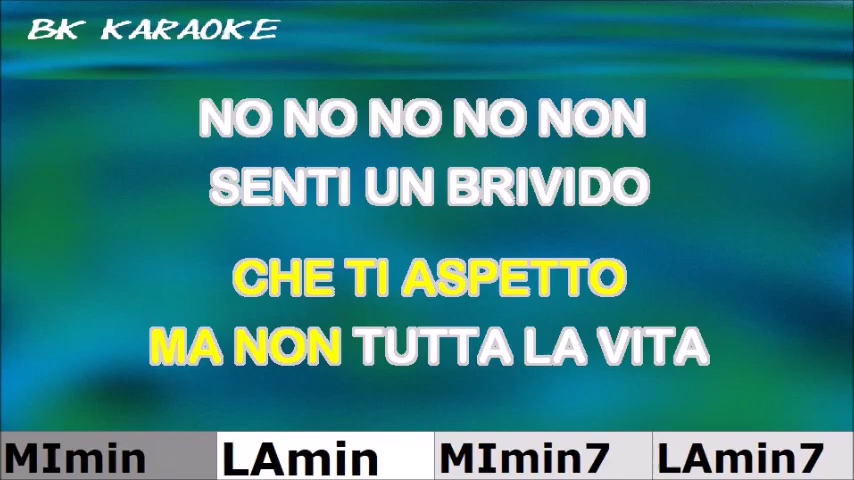 BK KARAOKE
NO NO NO NO NON
SENTI UN BRIVIDO
CHE TI ASPETTO
MA NON TUTTA LA VITA
MImin LAmin MImin7 LAmin7